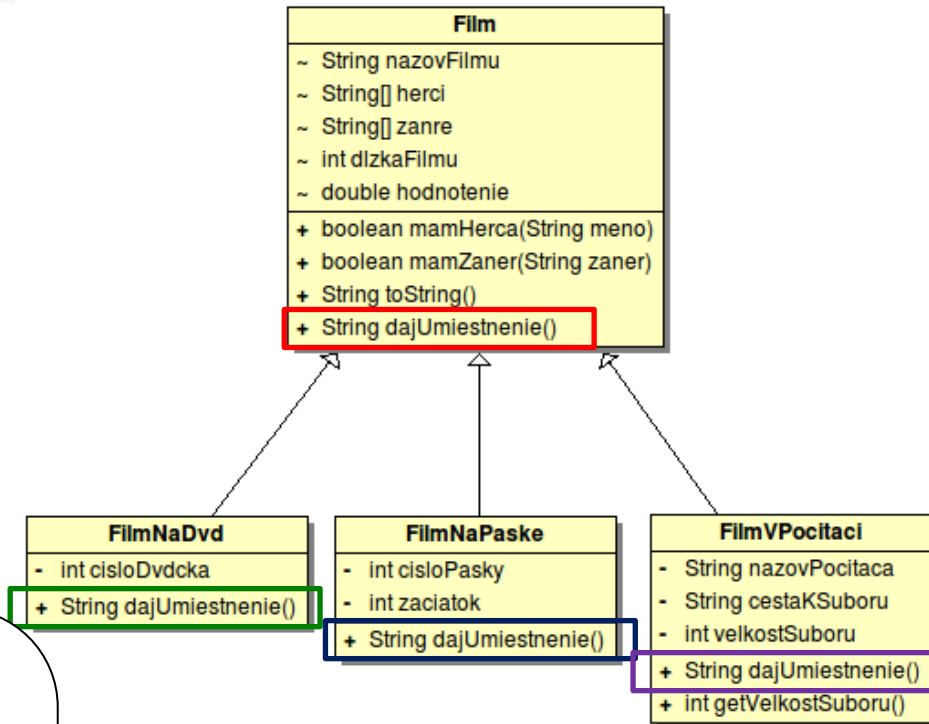 Film
~ String nazovFilmu
~ String[] herci
~ String[] zanre
~ int dlzkaFilmu
~ double hodnotenie
+ boolean mamHerca(String meno)
+ boolean mamZaner(String zaner)
+ String toString()
+ String dajUmiestnenie()
FilmNaDvd
- int cisloDvdcka
+ String dajUmiestnenie()
FilmNaPaske
- int cisloPasky
- int zaciatok
+ String dajUmiestnenie()
FilmVPocitaci
- String nazovPocitaca
- String cestaKSuboru
- int velkostSuboru
+ String dajUmiestnenie()
+ int getVelkostSuboru()